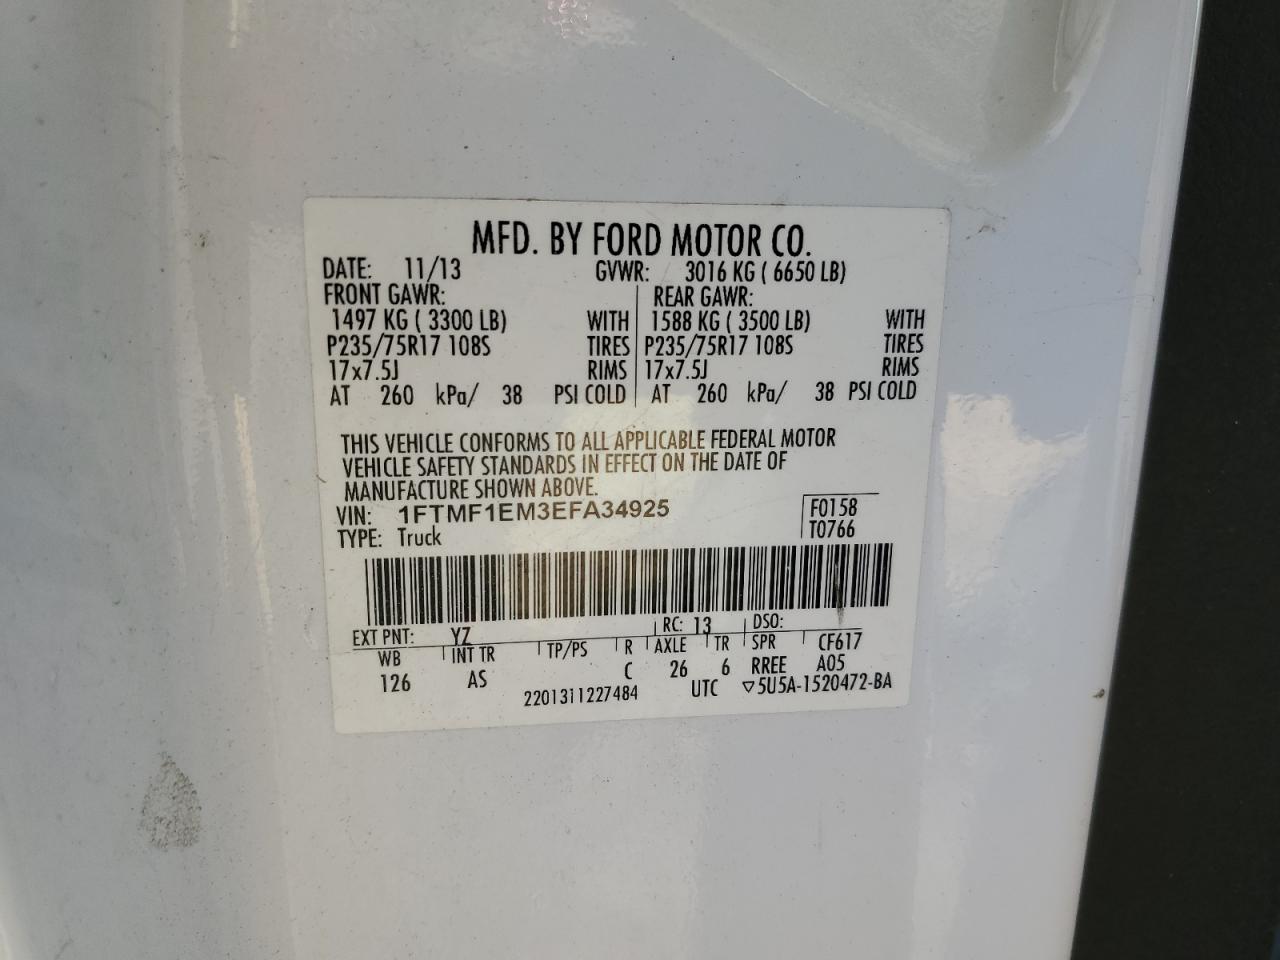 MFD. BY FORD MOTOR CO.
DATE: 11/13 GVWR: 3016 KG ( 6650 LB)
FRONT GAWR: REAR GAWR:
1497 KG ( 3300 LB) WITH 1588 KG ( 3500 LB) WITH
P235/75R17 108S TIRES P235/75R17 108S TIRES
17x7.5J RIMS 17x7.5J RIMS
AT 260 kPa/ 38 PSI COLD AT 260 kPa/ 38 PSI COLD
THIS VEHICLE CONFORMS TO ALL APPLICABLE FEDERAL MOTOR
VEHICLE SAFETY STANDARDS IN EFFECT ON THE DATE OF
MANUFACTURE SHOWN ABOVE.
VIN: 1FTMF1EM3EFA34925 F0158
TYPE: Truck T0766
EXT PNT: YZ RC: 13 DSO:
WB INT TR TP/PS R AXLE TR SPR CF617
126 AS C 26 6 RREE A05
2201311227484 UTC ▽5U5A-1520472-BA